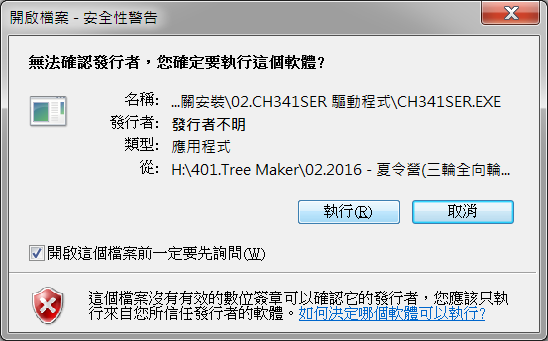 開啟檔案 - 安全性警告
無法確認發行者，您確定要執行這個軟體?
名稱: ...關安裝\02.CH341SER 驅動程式\CH341SER.EXE
發行者: 發行者不明
類型: 應用程式
從: H:\401.Tree Maker\02.2016 - 夏令營(三輪全向輪...
執行(R)
取消
開啟這個檔案前一定要先詢問(W)
這個檔案沒有有效的數位簽章可以確認它的發行者，您應該只執
行來自您所信任發行者的軟體。如何決定哪個軟體可以執行?